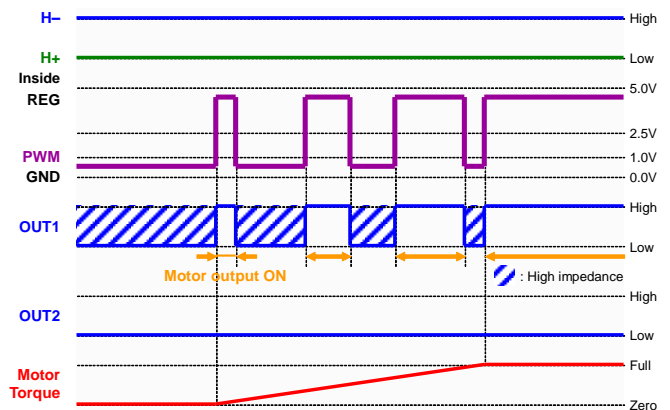 H–
High
H+
Low
Inside
REG
5.0V
2.5V
PWM
1.0V
GND
0.0V
High
OUT1
Low
Motor output ON
: High impedance
High
OUT2
Low
Full
Motor
Torque
Zero